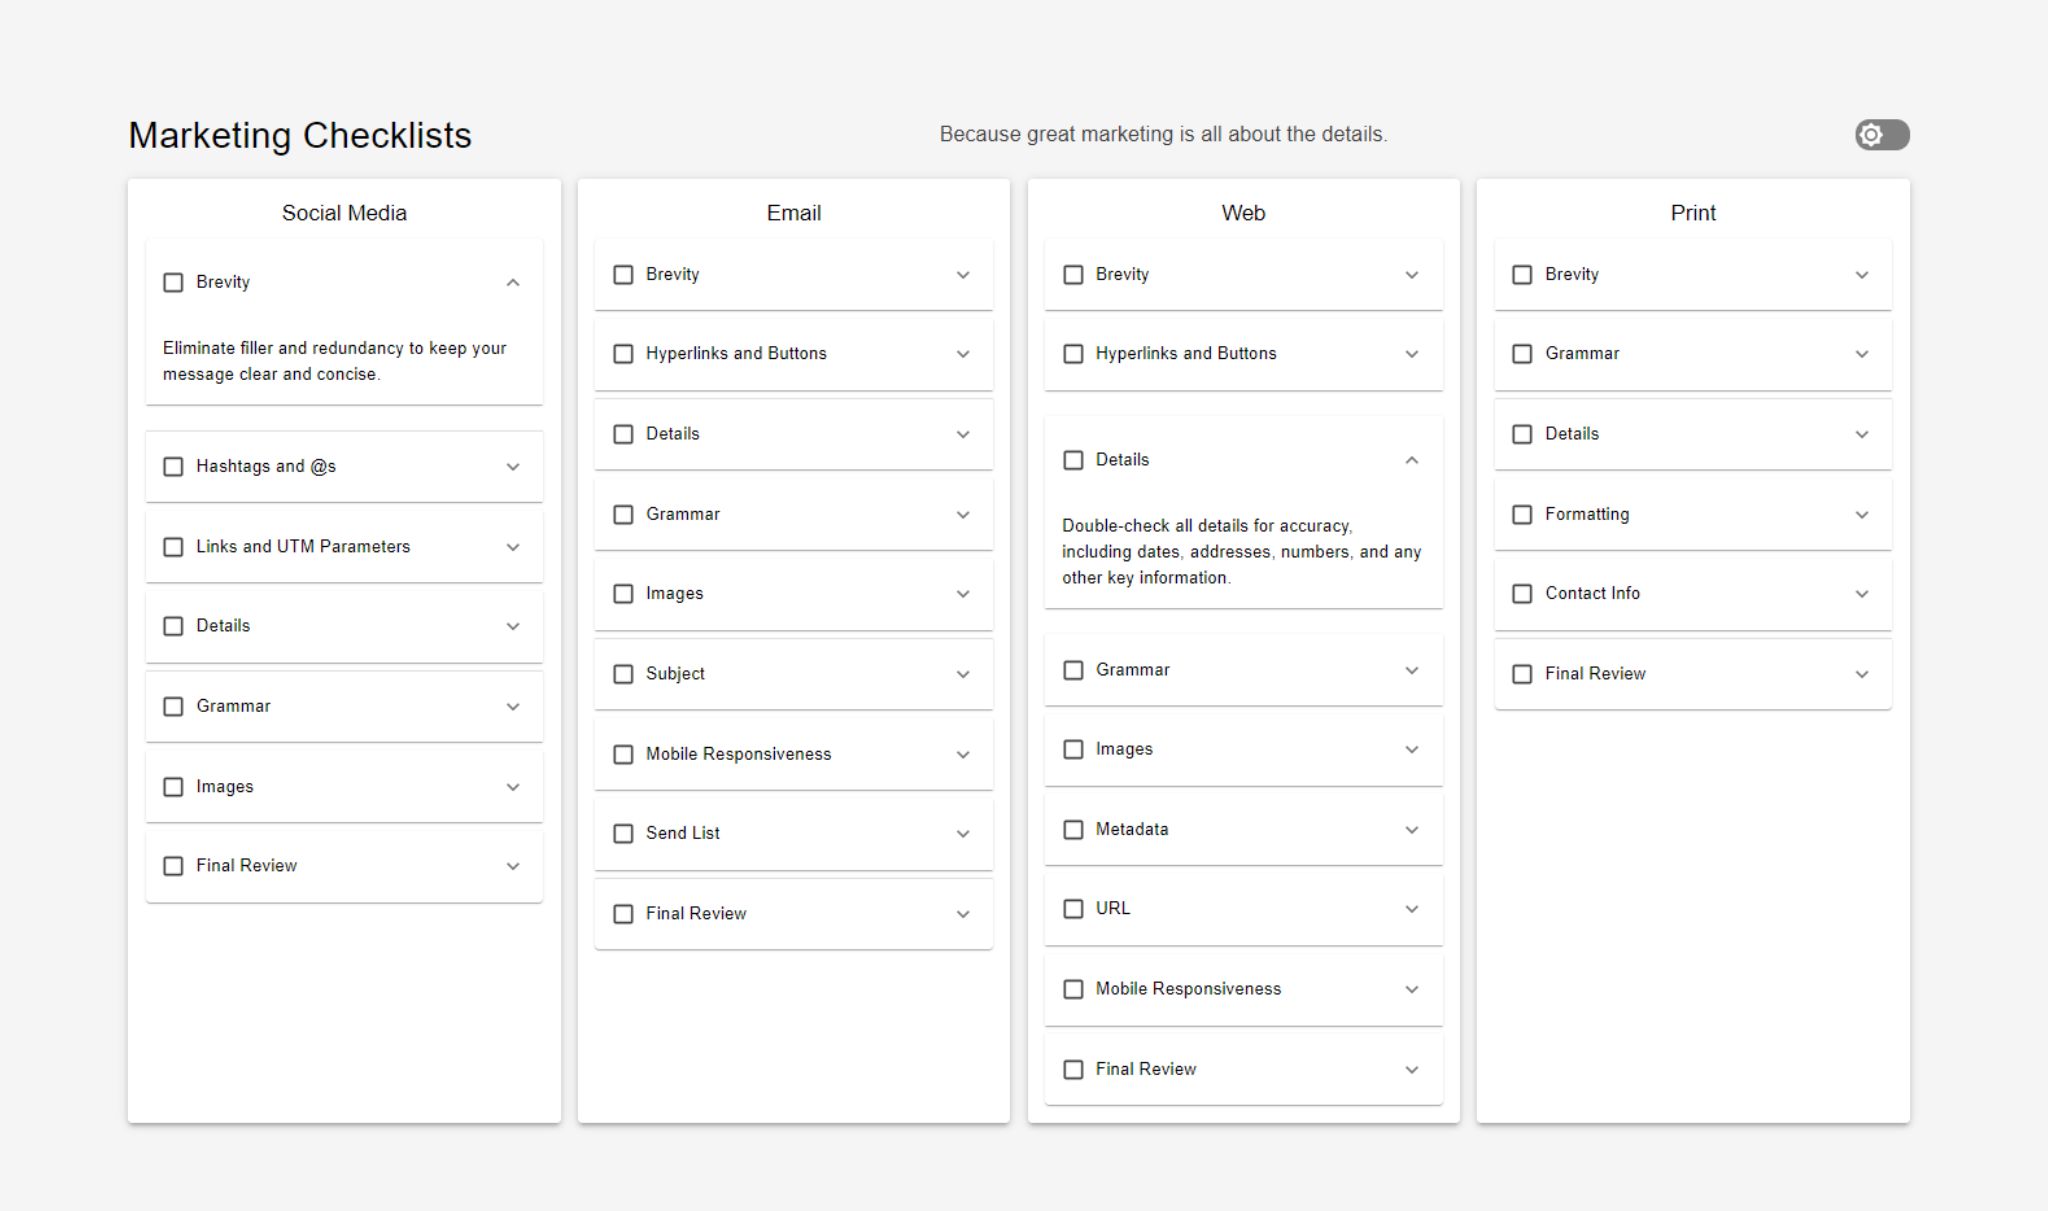 Marketing Checklists
Because great marketing is all about the details.
Social Media
Brevity
Eliminate filler and redundancy to keep your
message clear and concise.
Hashtags and @s
Links and UTM Parameters
Details
Grammar
Images
Final Review
Email
Brevity
Hyperlinks and Buttons
Details
Grammar
Images
Subject
Mobile Responsiveness
Send List
Final Review
Web
Brevity
Hyperlinks and Buttons
Details
Double-check all details for accuracy,
including dates, addresses, numbers, and any
other key information.
Grammar
Images
Metadata
URL
Mobile Responsiveness
Final Review
Print
Brevity
Grammar
Details
Formatting
Contact Info
Final Review